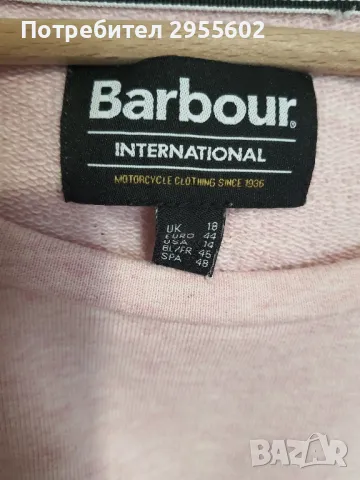 Потребител 2955602
Barbour®
INTERNATIONAL
MOTORCYCLE CLOTHING SINCE 1936
UK 18
EURO 44
USA 14
BL/FR 46
SPA 48
BAZAR